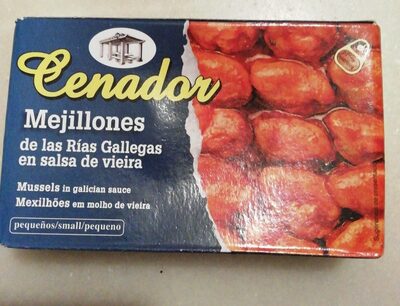 Cenador
Mejillones
de las Rías Gallegas
en salsa de vieira
Mussels in galician sauce
Mexilhões em molho de vieira
pequeños/small/pequeno